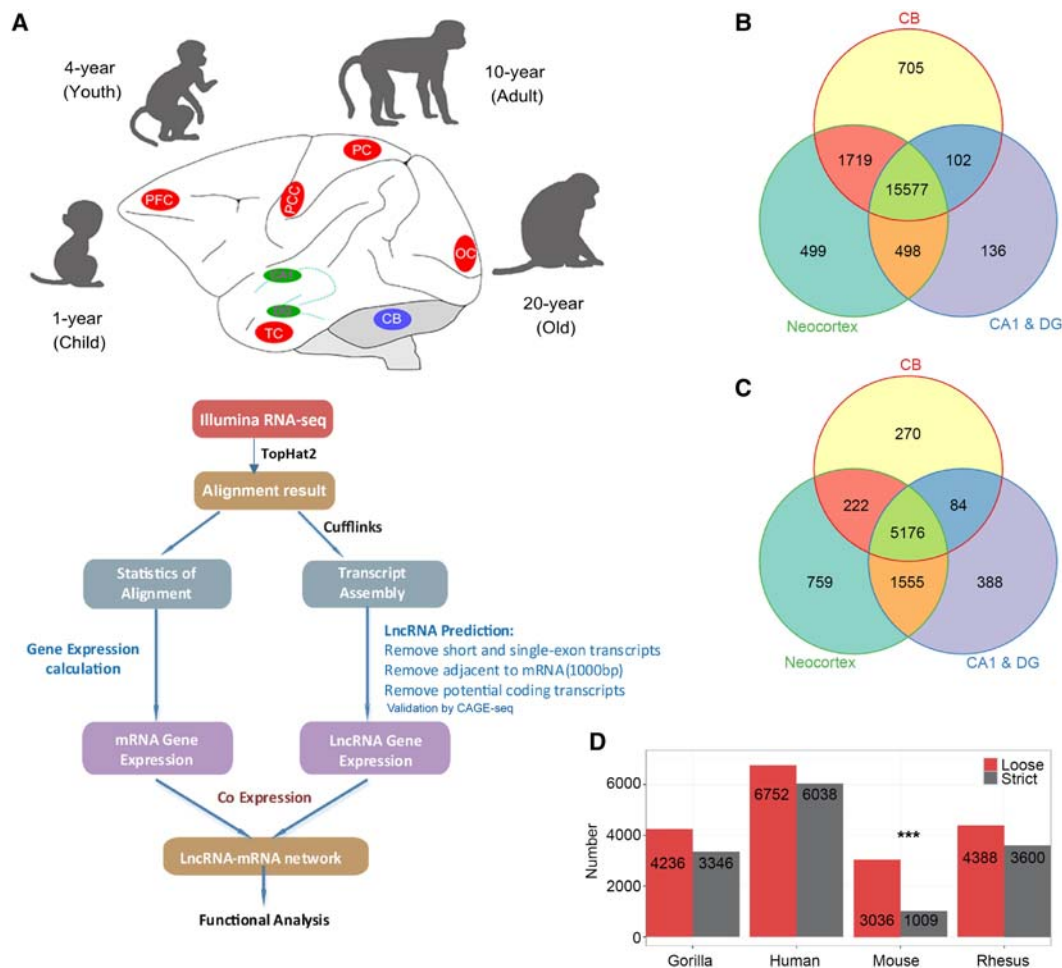 A
4-year
(Youth)
10-year
(Adult)
1-year
(Child)
20-year
(Old)
PFC
PCC
PC
OC
TC
CB
Illumina RNA-seq
TopHat2
Alignment result
Cufflinks
Statistics of
Alignment
Transcript
Assembly
Gene Expression
calculation
LncRNA Prediction:
Remove short and single-exon transcripts
Remove adjacent to mRNA(1000bp)
Remove potential coding transcripts
Validation by CAGE-seq
mRNA Gene
Expression
LncRNA Gene
Expression
Co Expression
LncRNA-mRNA network
Functional Analysis
B
CB
705
1719
102
15577
499
498
136
Neocortex
CA1 & DG
C
CB
270
222
84
5176
759
1555
388
Neocortex
CA1 & DG
D
Loose
Strict
Number
6000
4000
2000
0
4236
3346
6752
6038
***
3036
1009
4388
3600
Gorilla
Human
Mouse
Rhesus